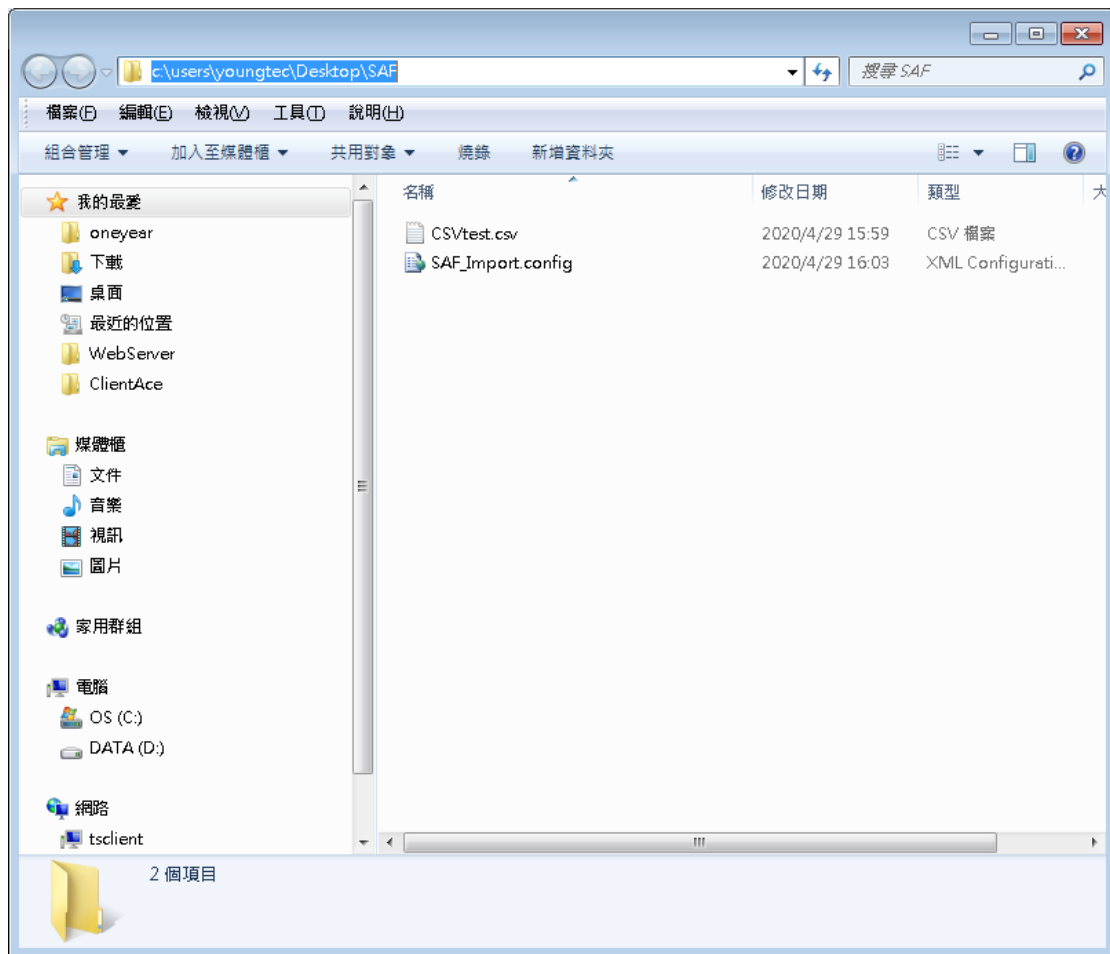 c:\users\youngtec\Desktop\SAF
搜尋 SAF
檔案(F) 編輯(E) 檢視(V) 工具(T) 說明(H)
組合管理 加入至媒體櫃 共用對象 燒錄 新增資料夾
名稱 修改日期 類型 大
我的最愛
oneyear
下載
桌面
最近的位置
WebServer
ClientAce
媒體櫃
文件
音樂
視訊
圖片
家用群組
電腦
OS (C:)
DATA (D:)
網路
tsclient
CSVtest.csv 2020/4/29 15:59 CSV 檔案
SAF_Import.config 2020/4/29 16:03 XML Configurati...
2 個項目